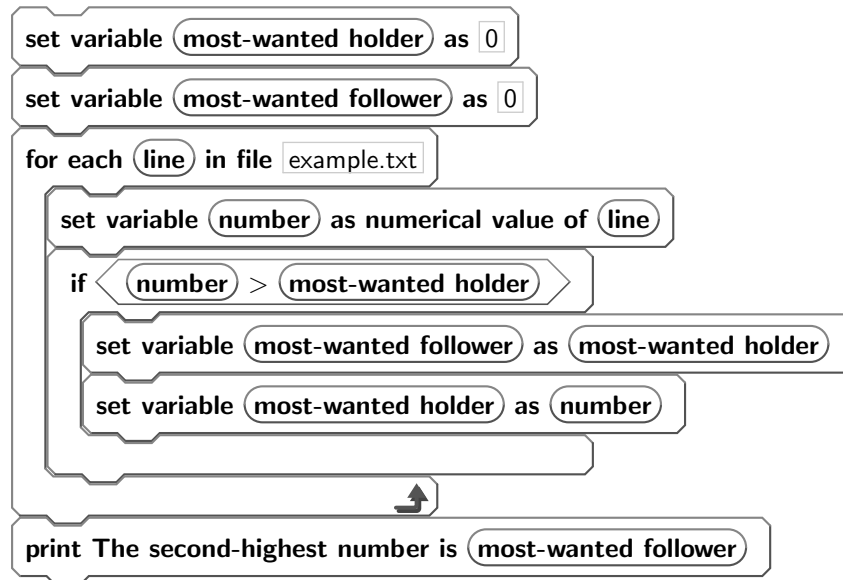 set variable most-wanted holder as 0
set variable most-wanted follower as 0
for each line in file example.txt
set variable number as numerical value of line
if number > most-wanted holder
set variable most-wanted follower as most-wanted holder
set variable most-wanted holder as number
print The second-highest number is most-wanted follower